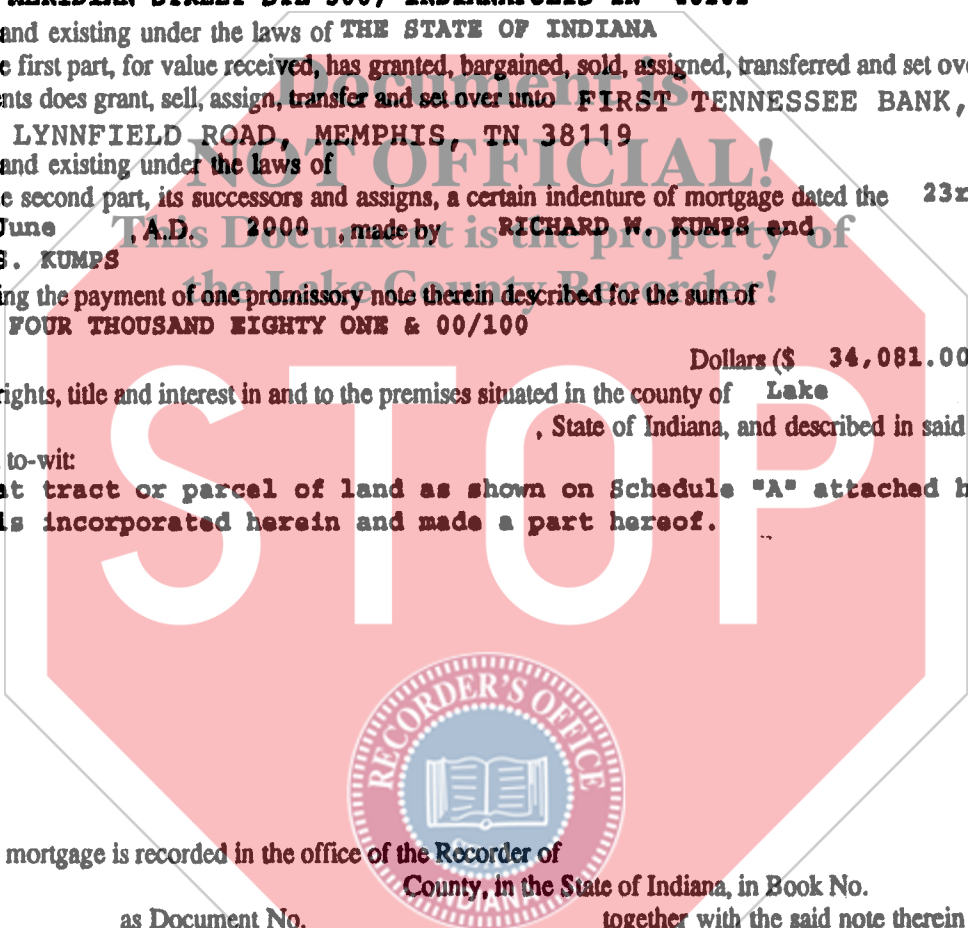 MERIDIAN STREET STE 500, INDIANAPOLIS IN
and existing under the laws of THE STATE OF INDIANA
e first part, for value received, has granted, bargained, sold, assigned, transferred and set ove
Document is
nts does grant, sell, assign, transfer and set over unto FIRST TENNESSEE BANK,
LYNNFIELD ROAD, MEMPHIS, TN 38119
NOT OFFICIAL!
and existing under the laws of
e second part, its successors and assigns, a certain indenture of mortgage dated the 23r
June , A.D. 2000 , made by RICHARD W. KUMPS and
This Document is the property of
S. KUMPS
the Lake County Recorder!
ing the payment of one promissory note therein described for the sum of
FOUR THOUSAND EIGHTY ONE & 00/100
Dollars ($ 34,081.00
rights, title and interest in and to the premises situated in the county of Lake
, State of Indiana, and described in said
to-wit:
at tract or parcel of land as shown on Schedule "A" attached h
is incorporated herein and made a part hereof.
STOP
RECORDER'S OFFICE
mortgage is recorded in the office of the Recorder of
County, in the State of Indiana, in Book No.
INDIANA
as Document No. together with the said note therein